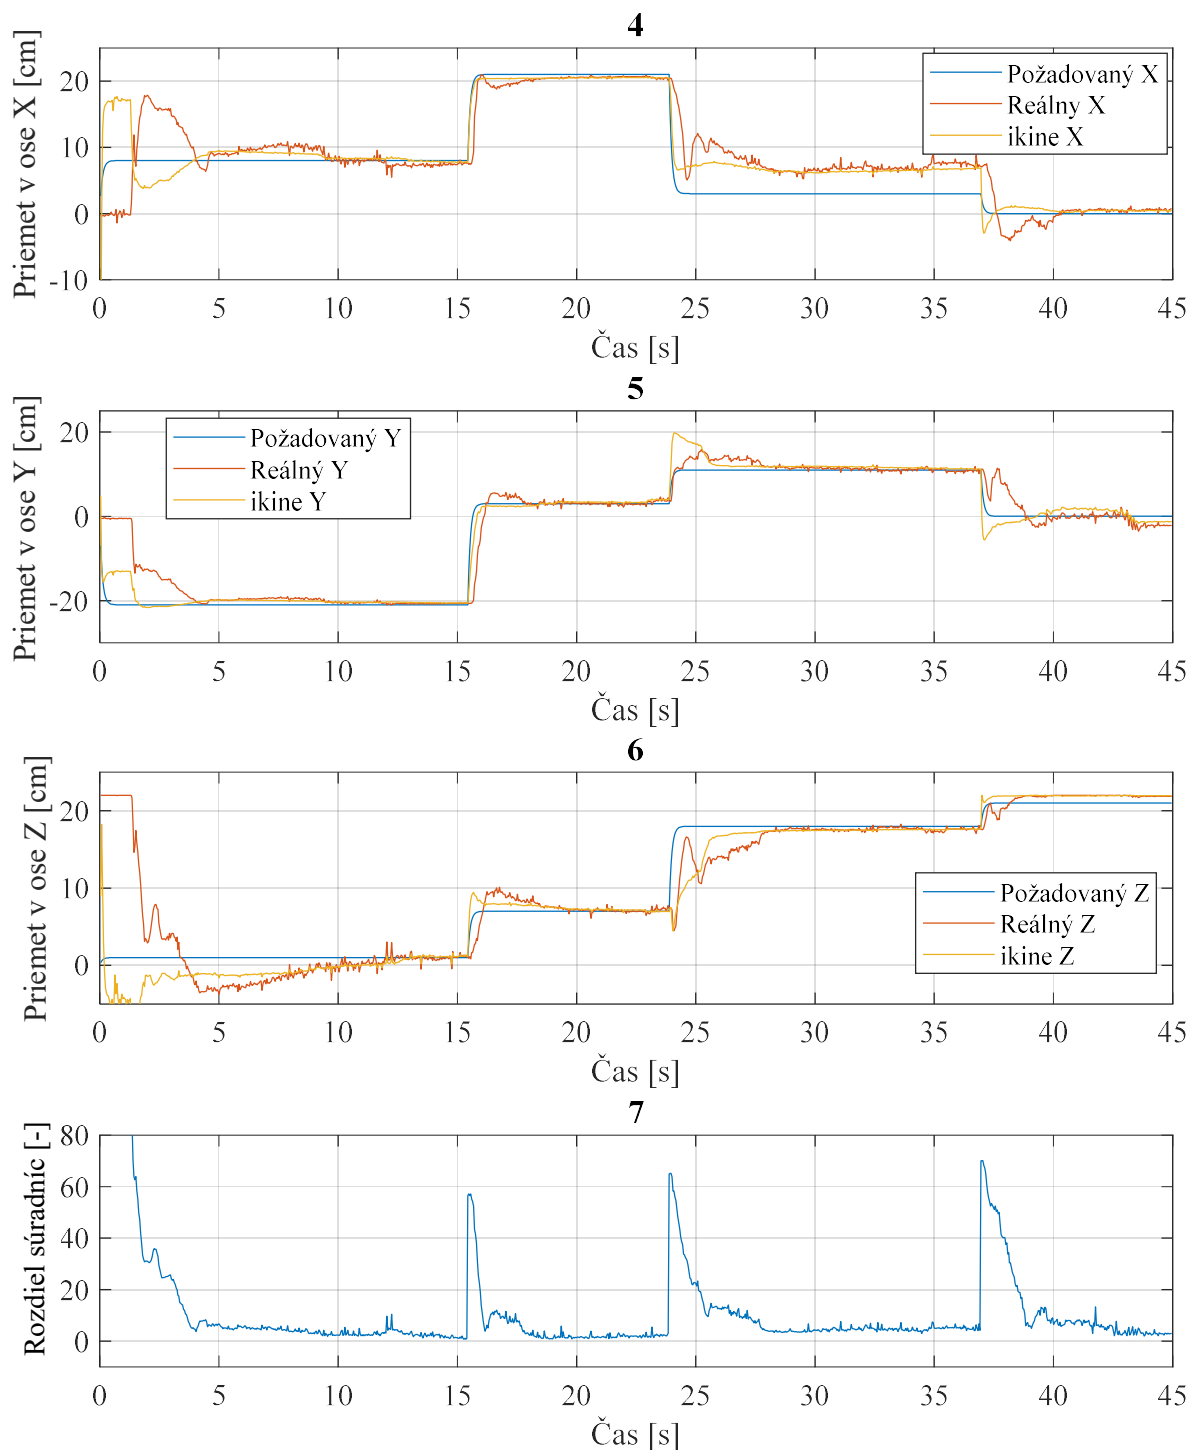 4
Priemet v ose X [cm]
20
10
0
-10
Požadovaný X
Reálny X
ikine X
0 5 10 15 20 25 30 35 40 45
Čas [s]
5
Priemet v ose Y [cm]
20
0
-20
Požadovaný Y
Reálný Y
ikine Y
0 5 10 15 20 25 30 35 40 45
Čas [s]
6
Priemet v ose Z [cm]
20
10
0
Požadovaný Z
Reálný Z
ikine Z
0 5 10 15 20 25 30 35 40 45
Čas [s]
7
Rozdiel súradníc [-]
80
60
40
20
0
0 5 10 15 20 25 30 35 40 45
Čas [s]